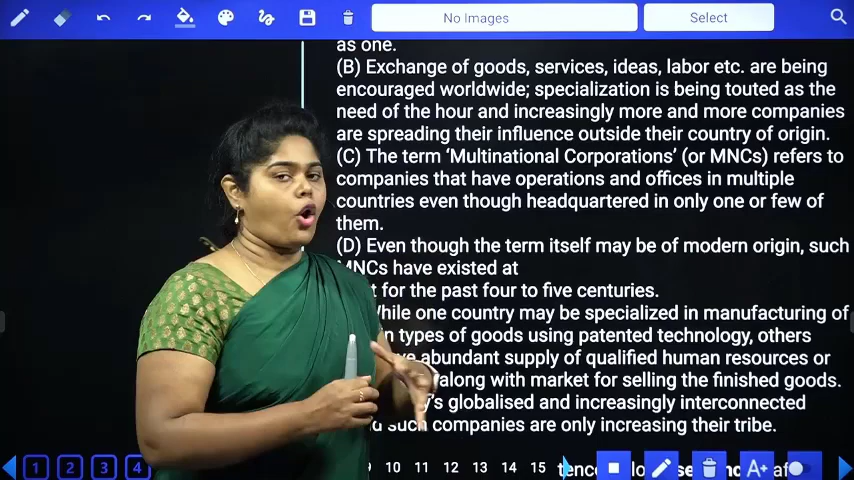 No Images
Select
as one.
(B) Exchange of goods, services, ideas, labor etc. are being
encouraged worldwide; specialization is being touted as the
need of the hour and increasingly more and more companies
are spreading their influence outside their country of origin.
(C) The term ‘Multinational Corporations’ (or MNCs) refers to
companies that have operations and offices in multiple
countries even though headquartered in only one or few of
them.
(D) Even though the term itself may be of modern origin, such
MNCs have existed at
for the past four to five centuries.
While one country may be specialized in manufacturing of
types of goods using patented technology, others
abundant supply of qualified human resources or
along with market for selling the finished goods.
globalised and increasingly interconnected
such companies are only increasing their tribe.
1 2 3 4 10 11 12 13 14 15
A+